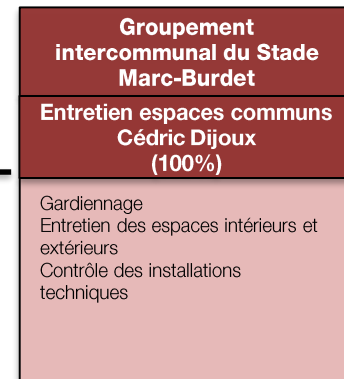 Groupement
intercommunal du Stade
Marc-Burdet
Entretien espaces communs
Cédric Dijoux
(100%)
Gardiennage
Entretien des espaces intérieurs et
extérieurs
Contrôle des installations
techniques